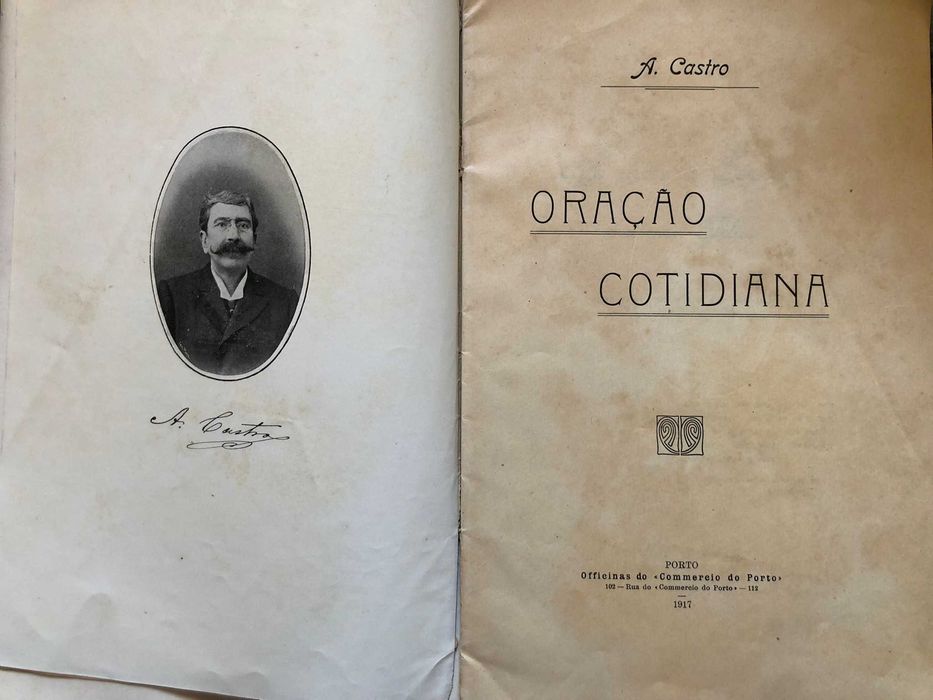 A. Castro
A. Castro
ORAÇÃO
COTIDIANA
PORTO
Officinas do «Commercio do Porto»
102 — Rua do «Commercio do Porto» — 112
1917